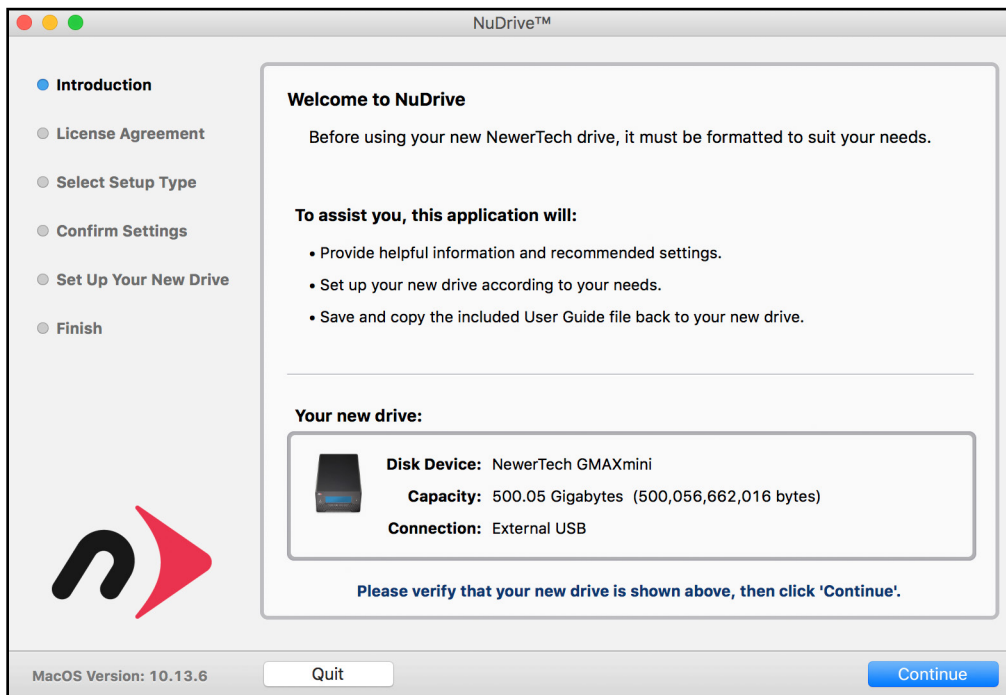 NuDrive™
Introduction
License Agreement
Select Setup Type
Confirm Settings
Set Up Your New Drive
Finish
Welcome to NuDrive
Before using your new NewerTech drive, it must be formatted to suit your needs.
To assist you, this application will:
• Provide helpful information and recommended settings.
• Set up your new drive according to your needs.
• Save and copy the included User Guide file back to your new drive.
Your new drive:
Disk Device: NewerTech GMAXmini
Capacity: 500.05 Gigabytes (500,056,662,016 bytes)
Connection: External USB
Please verify that your new drive is shown above, then click 'Continue'.
MacOS Version: 10.13.6
Quit
Continue